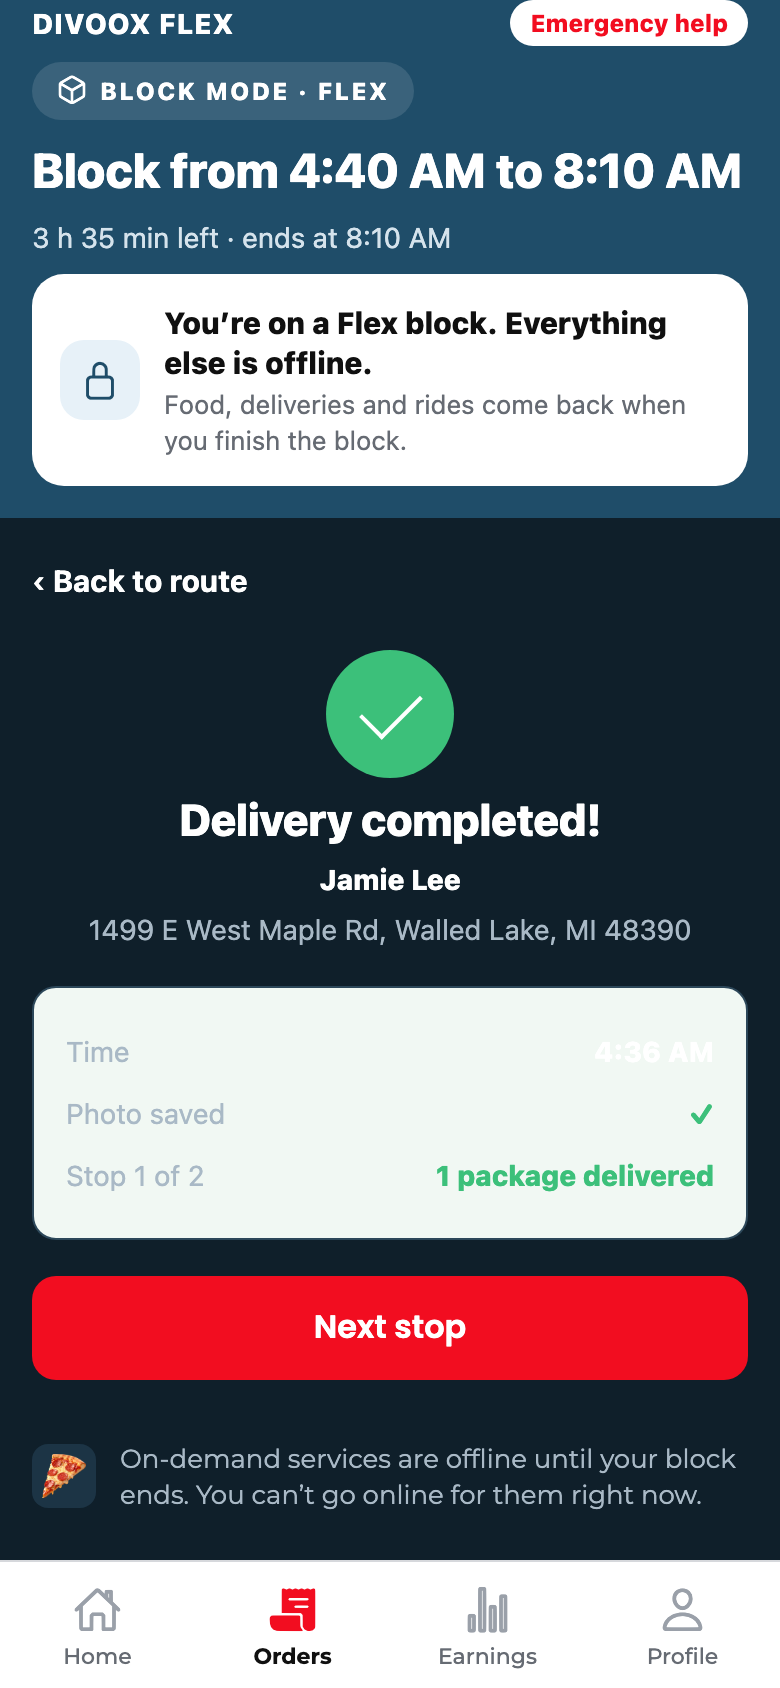 DIVOOX FLEX
Emergency help
BLOCK MODE · FLEX
Block from 4:40 AM to 8:10 AM
3 h 35 min left · ends at 8:10 AM
You’re on a Flex block. Everything
else is offline.
Food, deliveries and rides come back when
you finish the block.
‹ Back to route
Delivery completed!
Jamie Lee
1499 E West Maple Rd, Walled Lake, MI 48390
Time 4:36 AM
Photo saved ✓
Stop 1 of 2 1 package delivered
Next stop
On-demand services are offline until your block
ends. You can’t go online for them right now.
Home Orders Earnings Profile